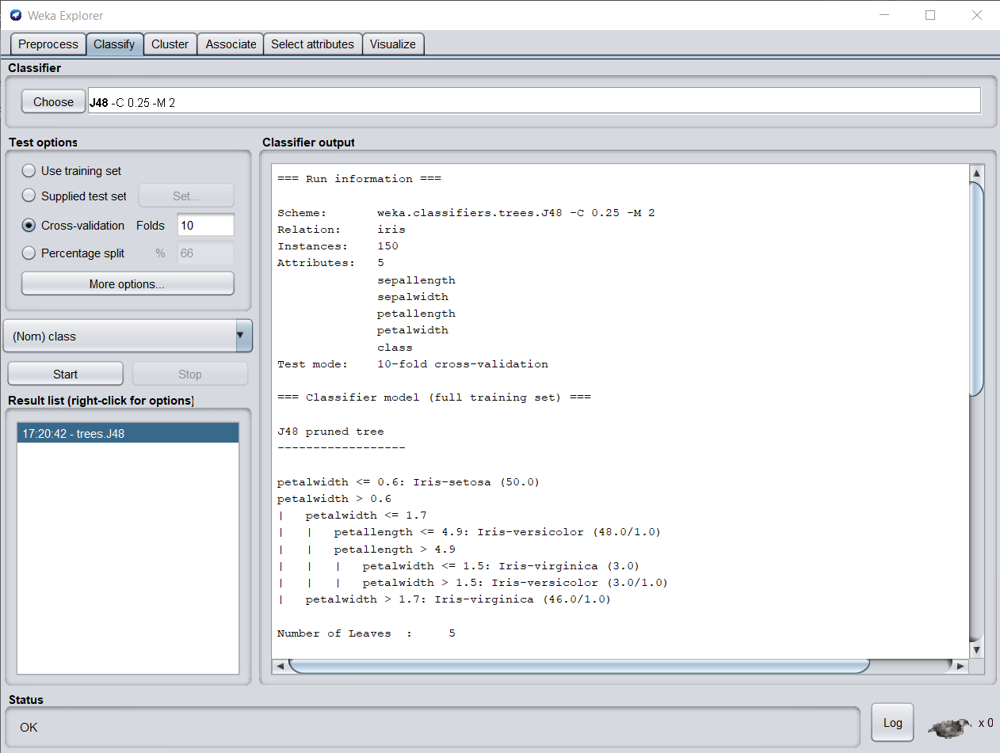 Weka Explorer
Preprocess Classify Cluster Associate Select attributes Visualize
Classifier
Choose J48 -C 0.25 -M 2
Test options
Use training set
Supplied test set Set...
Cross-validation Folds 10
Percentage split % 66
More options...
(Nom) class
Start Stop
Result list (right-click for options)
17:20:42 - trees.J48
Classifier output
=== Run information ===
Scheme: weka.classifiers.trees.J48 -C 0.25 -M 2
Relation: iris
Instances: 150
Attributes: 5
sepallength
sepalwidth
petallength
petalwidth
class
Test mode: 10-fold cross-validation
=== Classifier model (full training set) ===
J48 pruned tree
------------------
petalwidth <= 0.6: Iris-setosa (50.0)
petalwidth > 0.6
|   petalwidth <= 1.7
|   |   petallength <= 4.9: Iris-versicolor (48.0/1.0)
|   |   petallength > 4.9
|   |   |   petalwidth <= 1.5: Iris-virginica (3.0)
|   |   |   petalwidth > 1.5: Iris-versicolor (3.0/1.0)
|   petalwidth > 1.7: Iris-virginica (46.0/1.0)
Number of Leaves  : 5
Status
OK
Log x 0